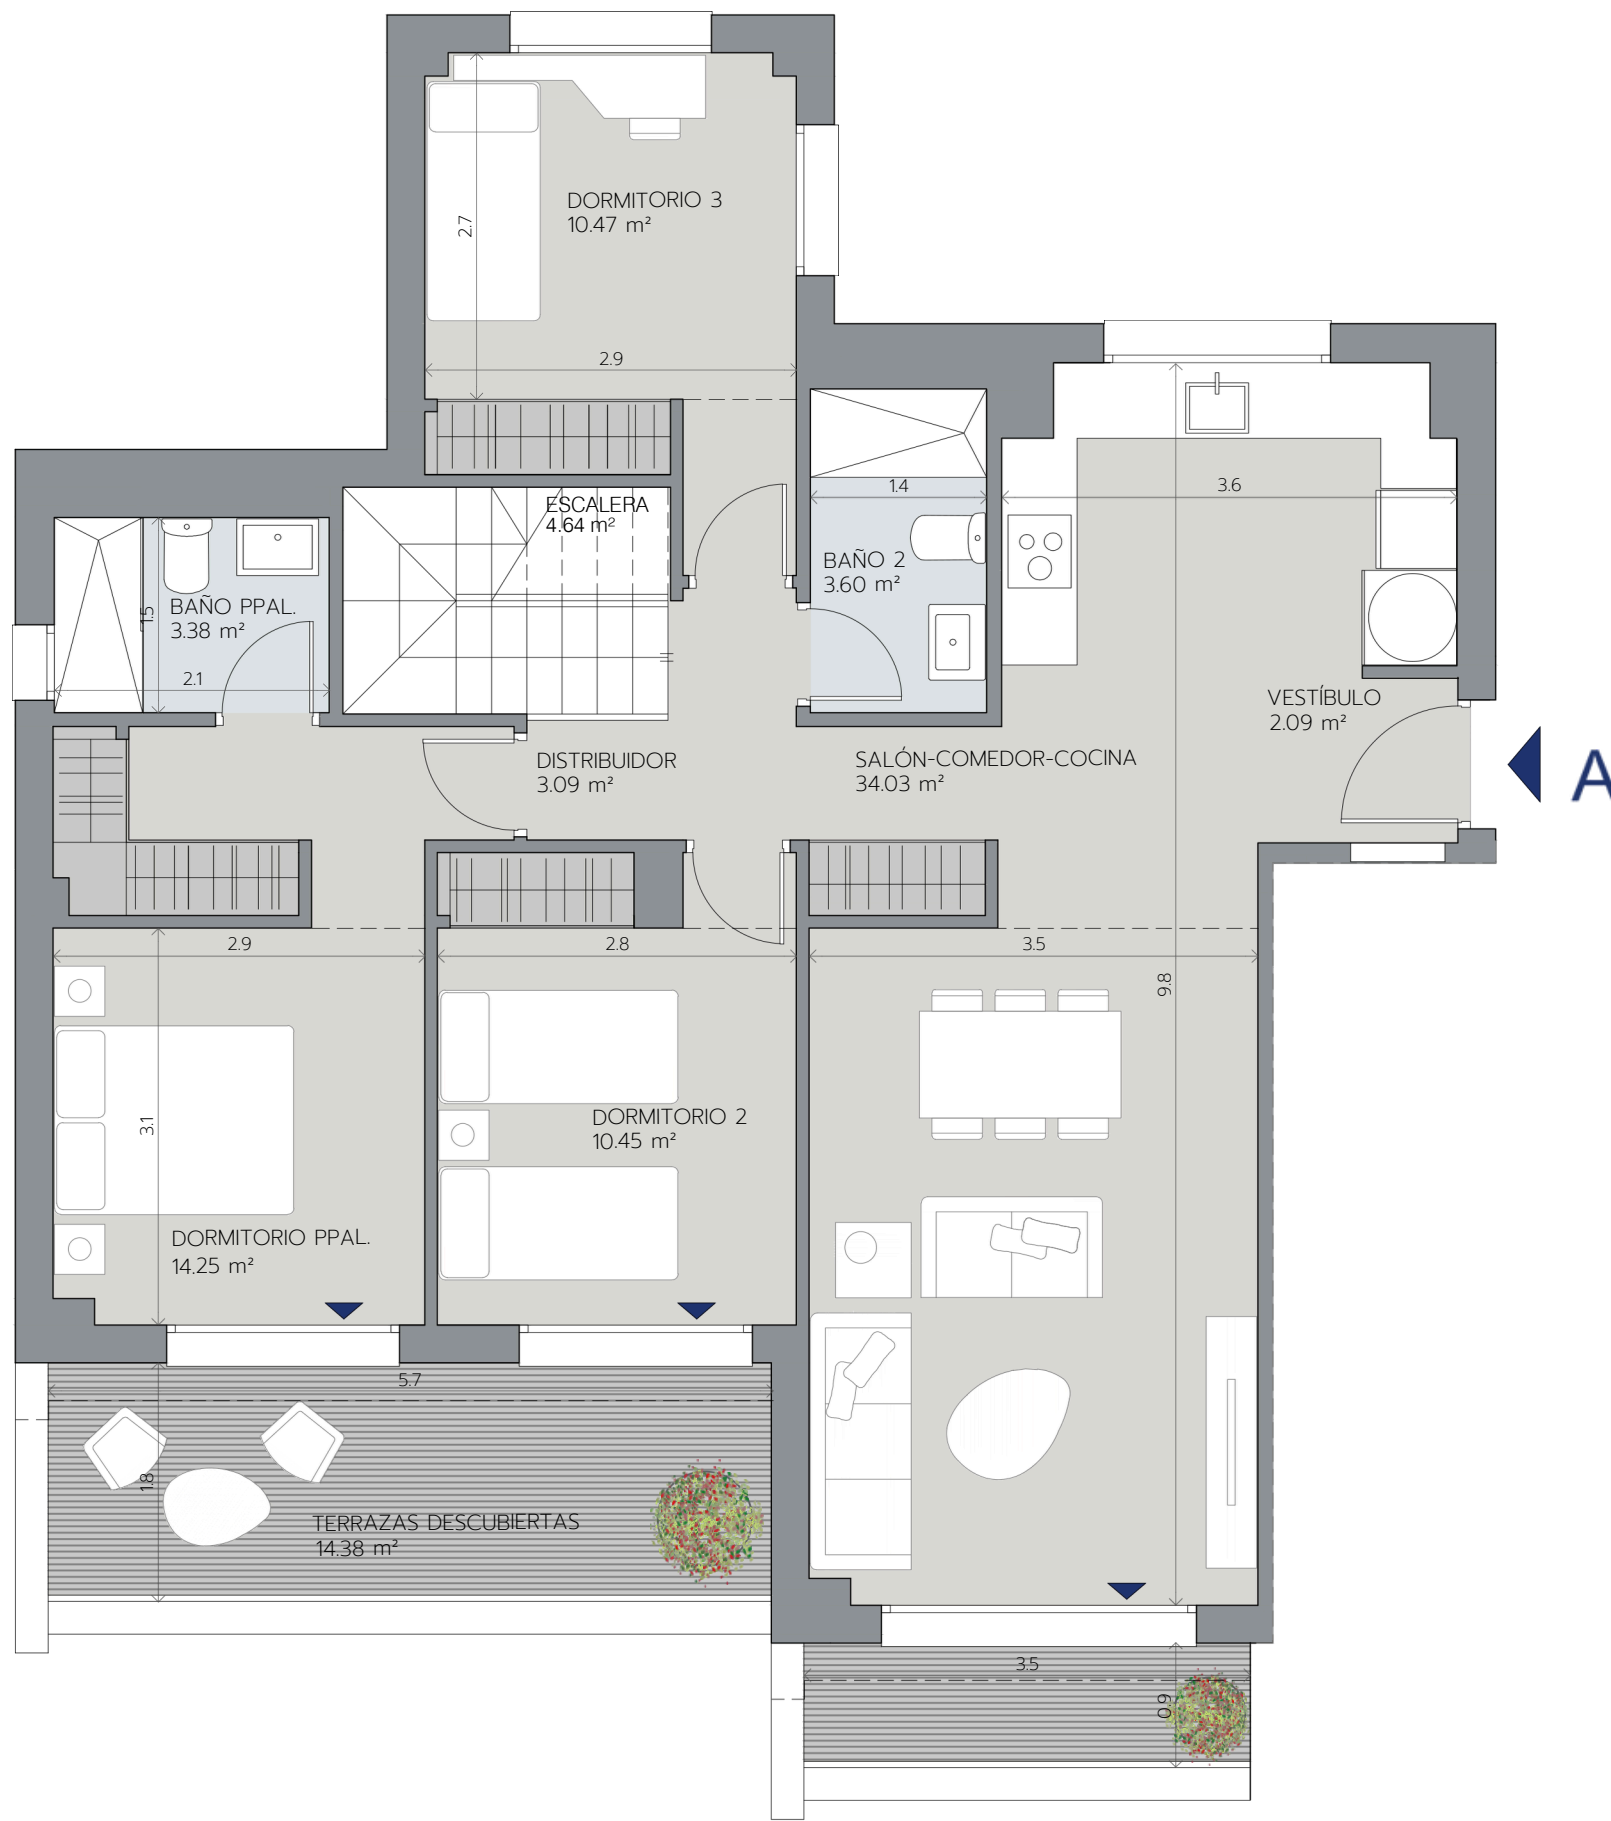 DORMITORIO 3
10.47 m²
2.7
2.9
ESCALERA
4.64 m²
1.4
3.6
BAÑO 2
3.60 m²
BAÑO PPAL.
3.38 m²
1.5
2.1
VESTÍBULO
2.09 m²
DISTRIBUIDOR
3.09 m²
SALÓN-COMEDOR-COCINA
34.03 m²
A
2.9
2.8
3.5
9.8
3.1
DORMITORIO 2
10.45 m²
DORMITORIO PPAL.
14.25 m²
5.7
1.8
TERRAZAS DESCUBIERTAS
14.38 m²
3.5
0.9